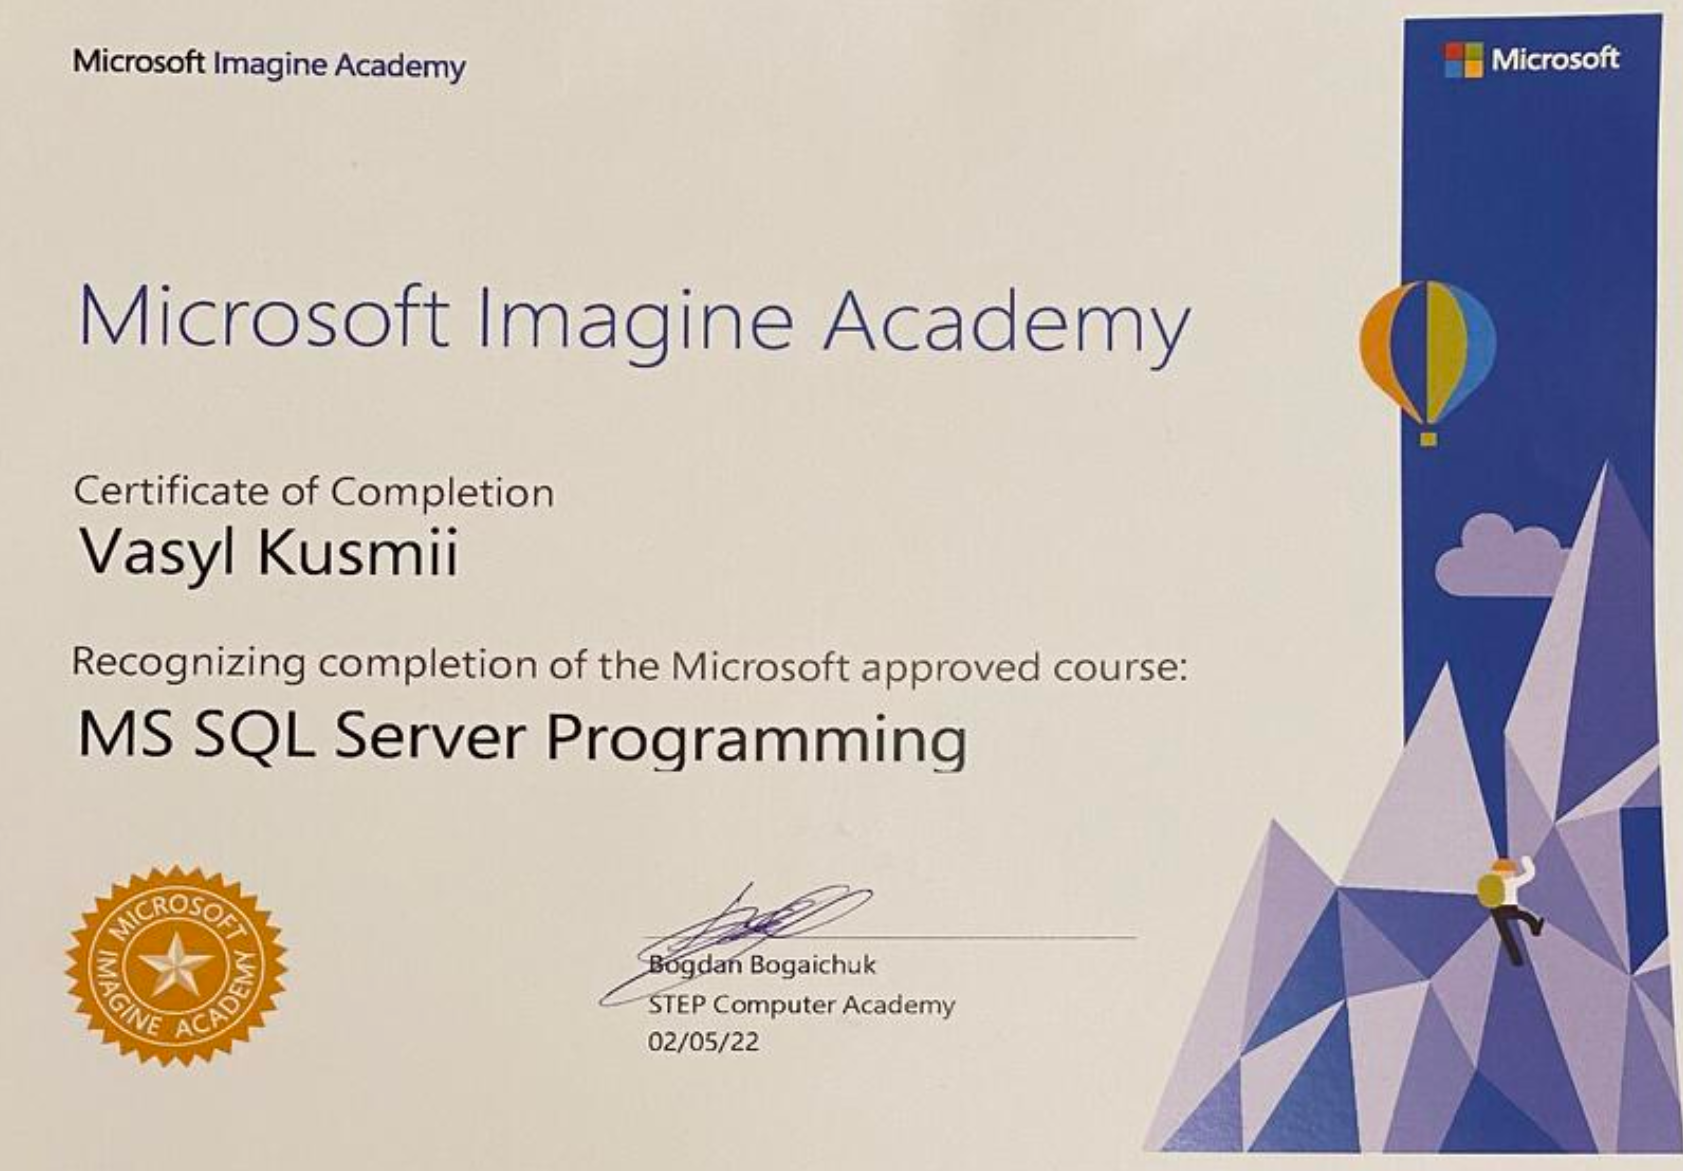 Microsoft Imagine Academy
Microsoft
Microsoft Imagine Academy
Certificate of Completion
Vasyl Kusmii
Recognizing completion of the Microsoft approved course:
MS SQL Server Programming
MICROSOFT
IMAGINE ACADEMY
Bogdan Bogaichuk
STEP Computer Academy
02/05/22